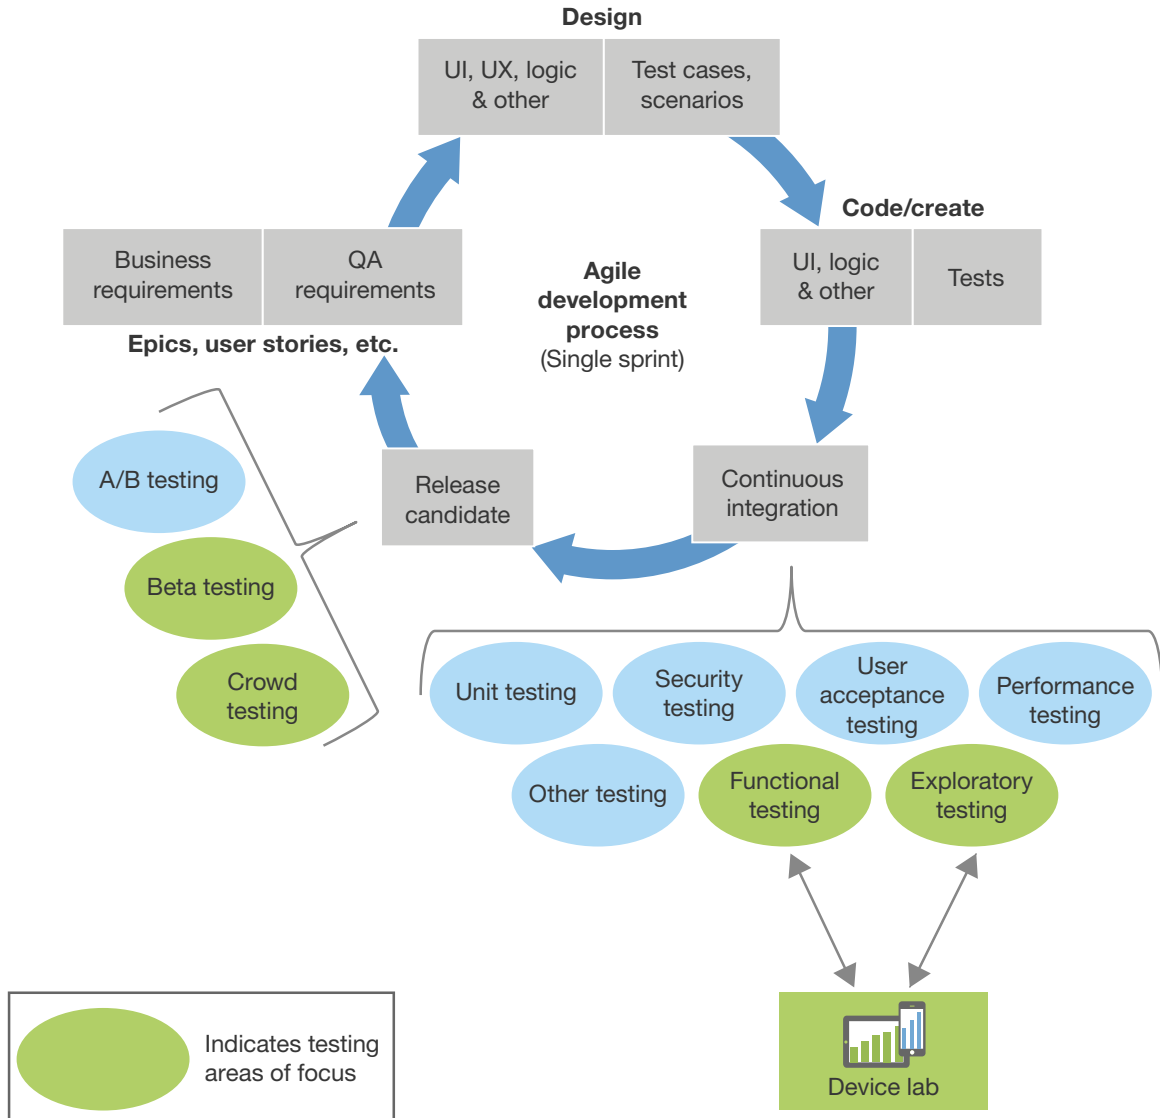 Design
UI, UX, logic
& other
Test cases,
scenarios
Code/create
UI, logic
& other
Tests
Business
requirements
QA
requirements
Epics, user stories, etc.
Agile
development
process
(Single sprint)
Release
candidate
Continuous
integration
A/B testing
Beta testing
Crowd
testing
Unit testing
Security
testing
User
acceptance
testing
Performance
testing
Other testing
Functional
testing
Exploratory
testing
Indicates testing
areas of focus
Device lab